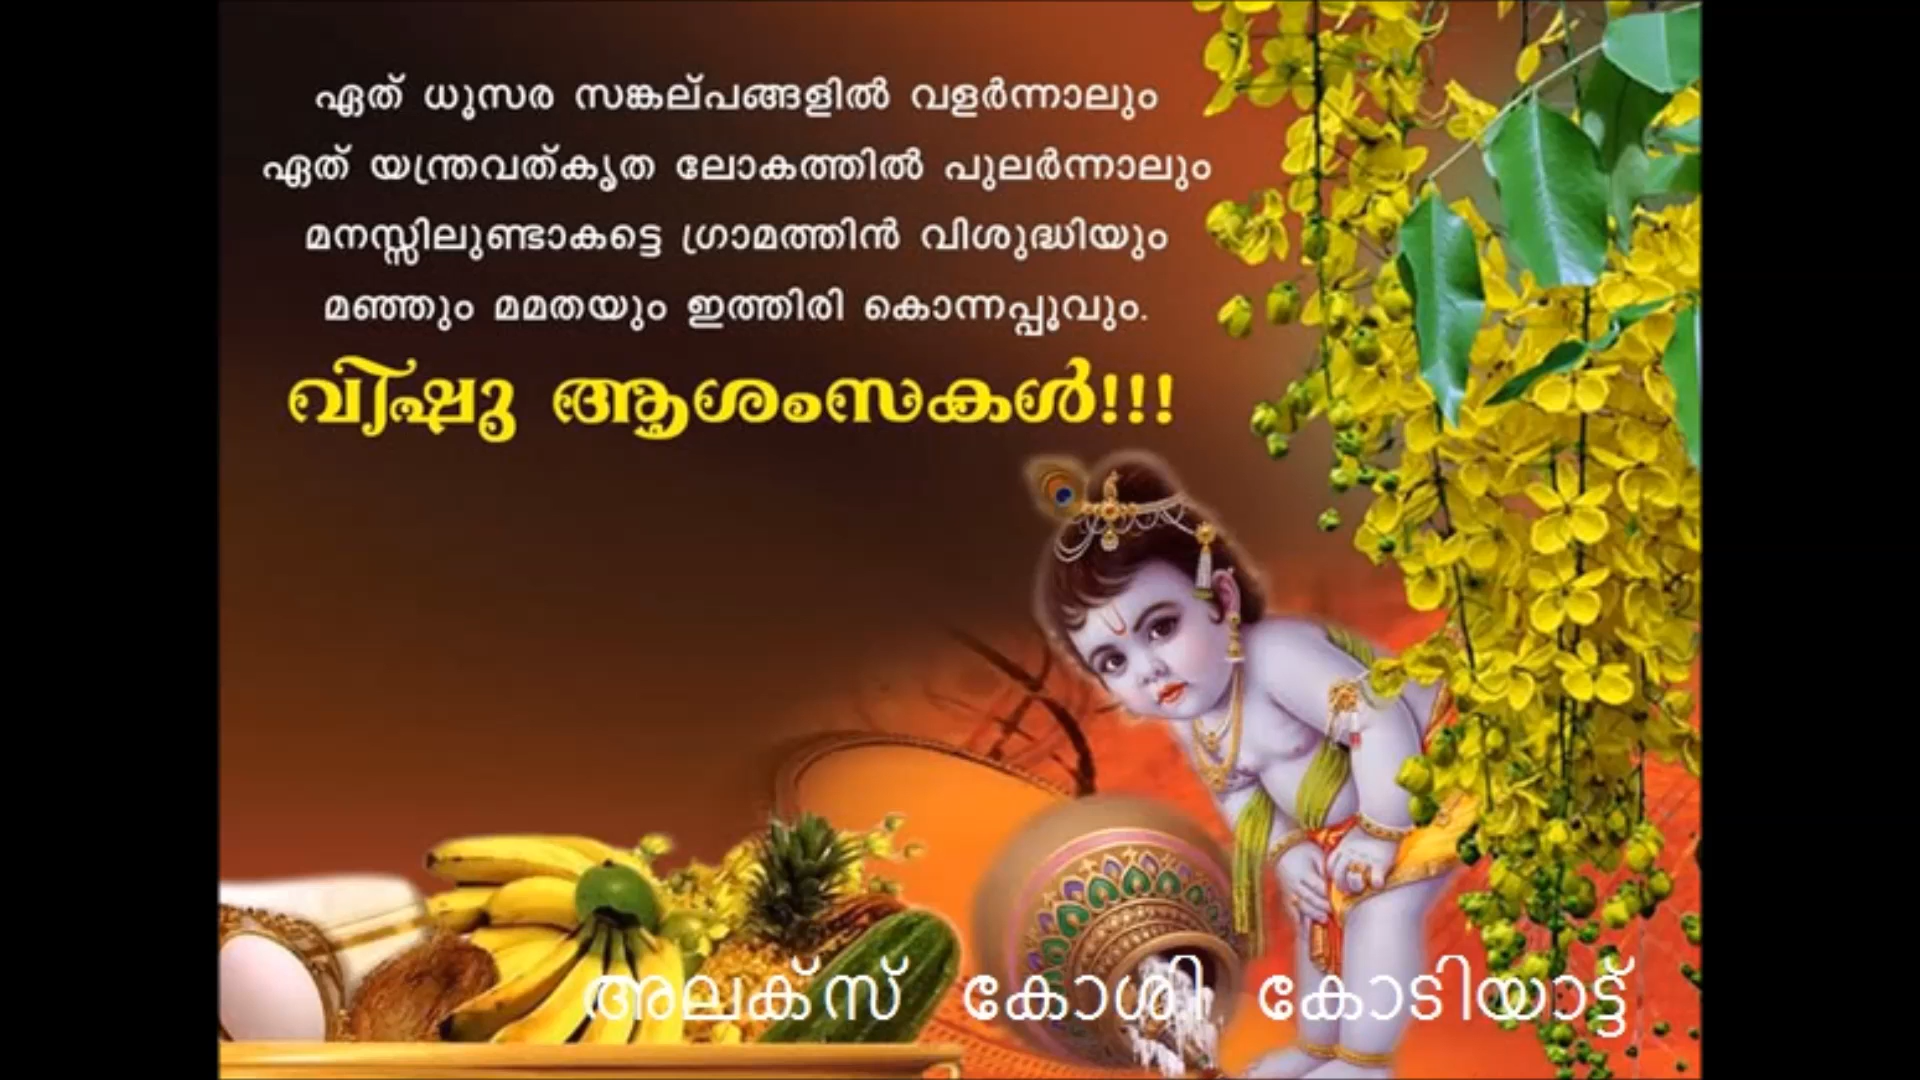 ഏത് ധൂസര സങ്കല്പങ്ങളിൽ വളർന്നാലും
ഏത് യന്ത്രവത്കൃത ലോകത്തിൽ പുലർന്നാലും
മനസ്സിലുണ്ടാകട്ടെ ഗ്രാമത്തിൻ വിശുദ്ധിയും
മഞ്ഞും മമതയും ഇത്തിരി കൊന്നപ്പൂവും.
വിഷു ആശംസകൾ!!!
അലക്സ് കോശി കോടിയാട്ട്